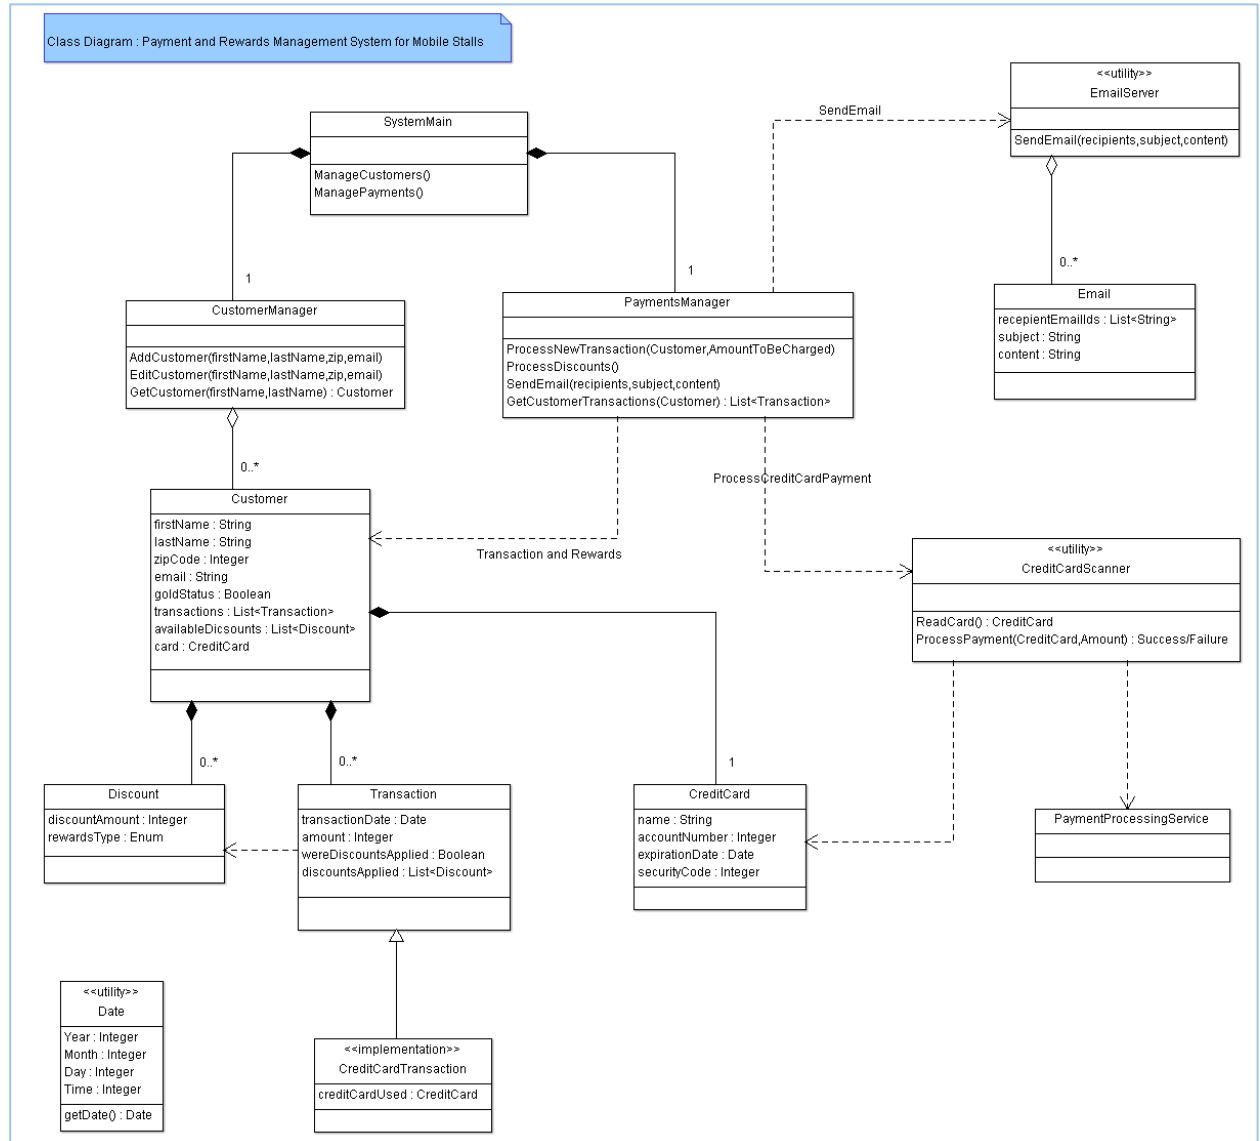 Class Diagram : Payment and Rewards Management System for Mobile Stalls
<<utility>>
EmailServer
SendEmail(recipients,subject,content)
SendEmail
SystemMain
ManageCustomers()
ManagePayments()
1
1
0..*
CustomerManager
AddCustomer(firstName,lastName,zip,email)
EditCustomer(firstName,lastName,zip,email)
GetCustomer(firstName,lastName) : Customer
PaymentsManager
ProcessNewTransaction(Customer,AmountToBeCharged)
ProcessDiscounts()
SendEmail(recipients,subject,content)
GetCustomerTransactions(Customer) : List<Transaction>
Email
recepientEmailIds : List<String>
subject : String
content : String
0..*
ProcessCreditCardPayment
Customer
firstName : String
lastName : String
zipCode : Integer
email : String
goldStatus : Boolean
transactions : List<Transaction>
availableDicsounts : List<Discount>
card : CreditCard
Transaction and Rewards
<<utility>>
CreditCardScanner
ReadCard() : CreditCard
ProcessPayment(CreditCard,Amount) : Success/Failure
0..*
0..*
1
Discount
discountAmount : Integer
rewardsType : Enum
Transaction
transactionDate : Date
amount : Integer
wereDiscountsApplied : Boolean
discountsApplied : List<Discount>
CreditCard
name : String
accountNumber : Integer
expirationDate : Date
securityCode : Integer
PaymentProcessingService
<<utility>>
Date
Year : Integer
Month : Integer
Day : Integer
Time : Integer
getDate() : Date
<<implementation>>
CreditCardTransaction
creditCardUsed : CreditCard